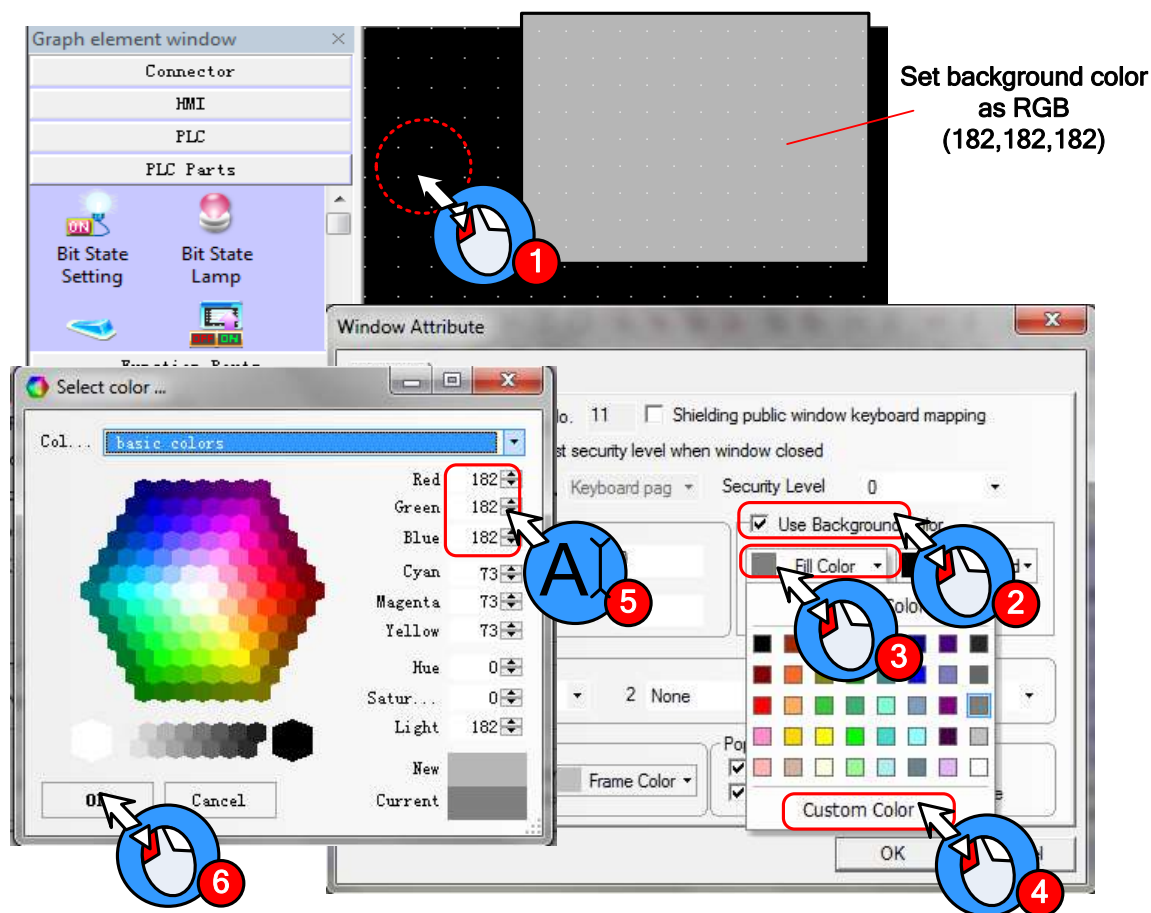 Graph element window
Connector
HMI
PLC
PLC Parts
Bit State
Setting
Bit State
Lamp
Set background color
as RGB
(182,182,182)
1
Window Attribute
11 Shielding public window keyboard mapping
security level when window closed
Keyboard pag
Security Level 0
Use Background
Fill Color
2
3
2 None
Frame Color
Custom Color
OK
4
Select color ...
Col... basic colors
Red 182
Green 182
Blue 182
Cyan 73
Magenta 73
Yellow 73
Hue 0
Satur... 0
Light 182
New
Current
A
5
Cancel
6